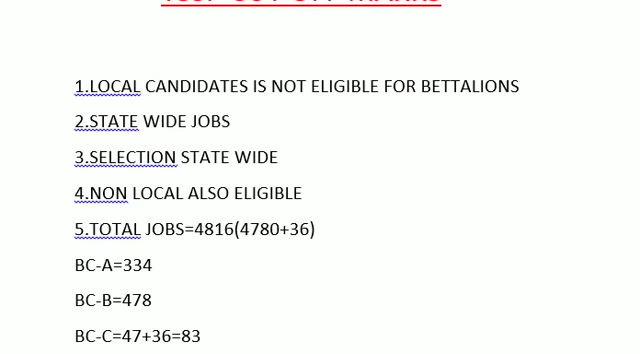 1.LOCAL CANDIDATES IS NOT ELIGIBLE FOR BETTALIONS
2.STATE WIDE JOBS
3.SELECTION STATE WIDE
4.NON LOCAL ALSO ELIGIBLE
5.TOTAL JOBS=4816(4780+36)
BC-A=334
BC-B=478
BC-C=47+36=83